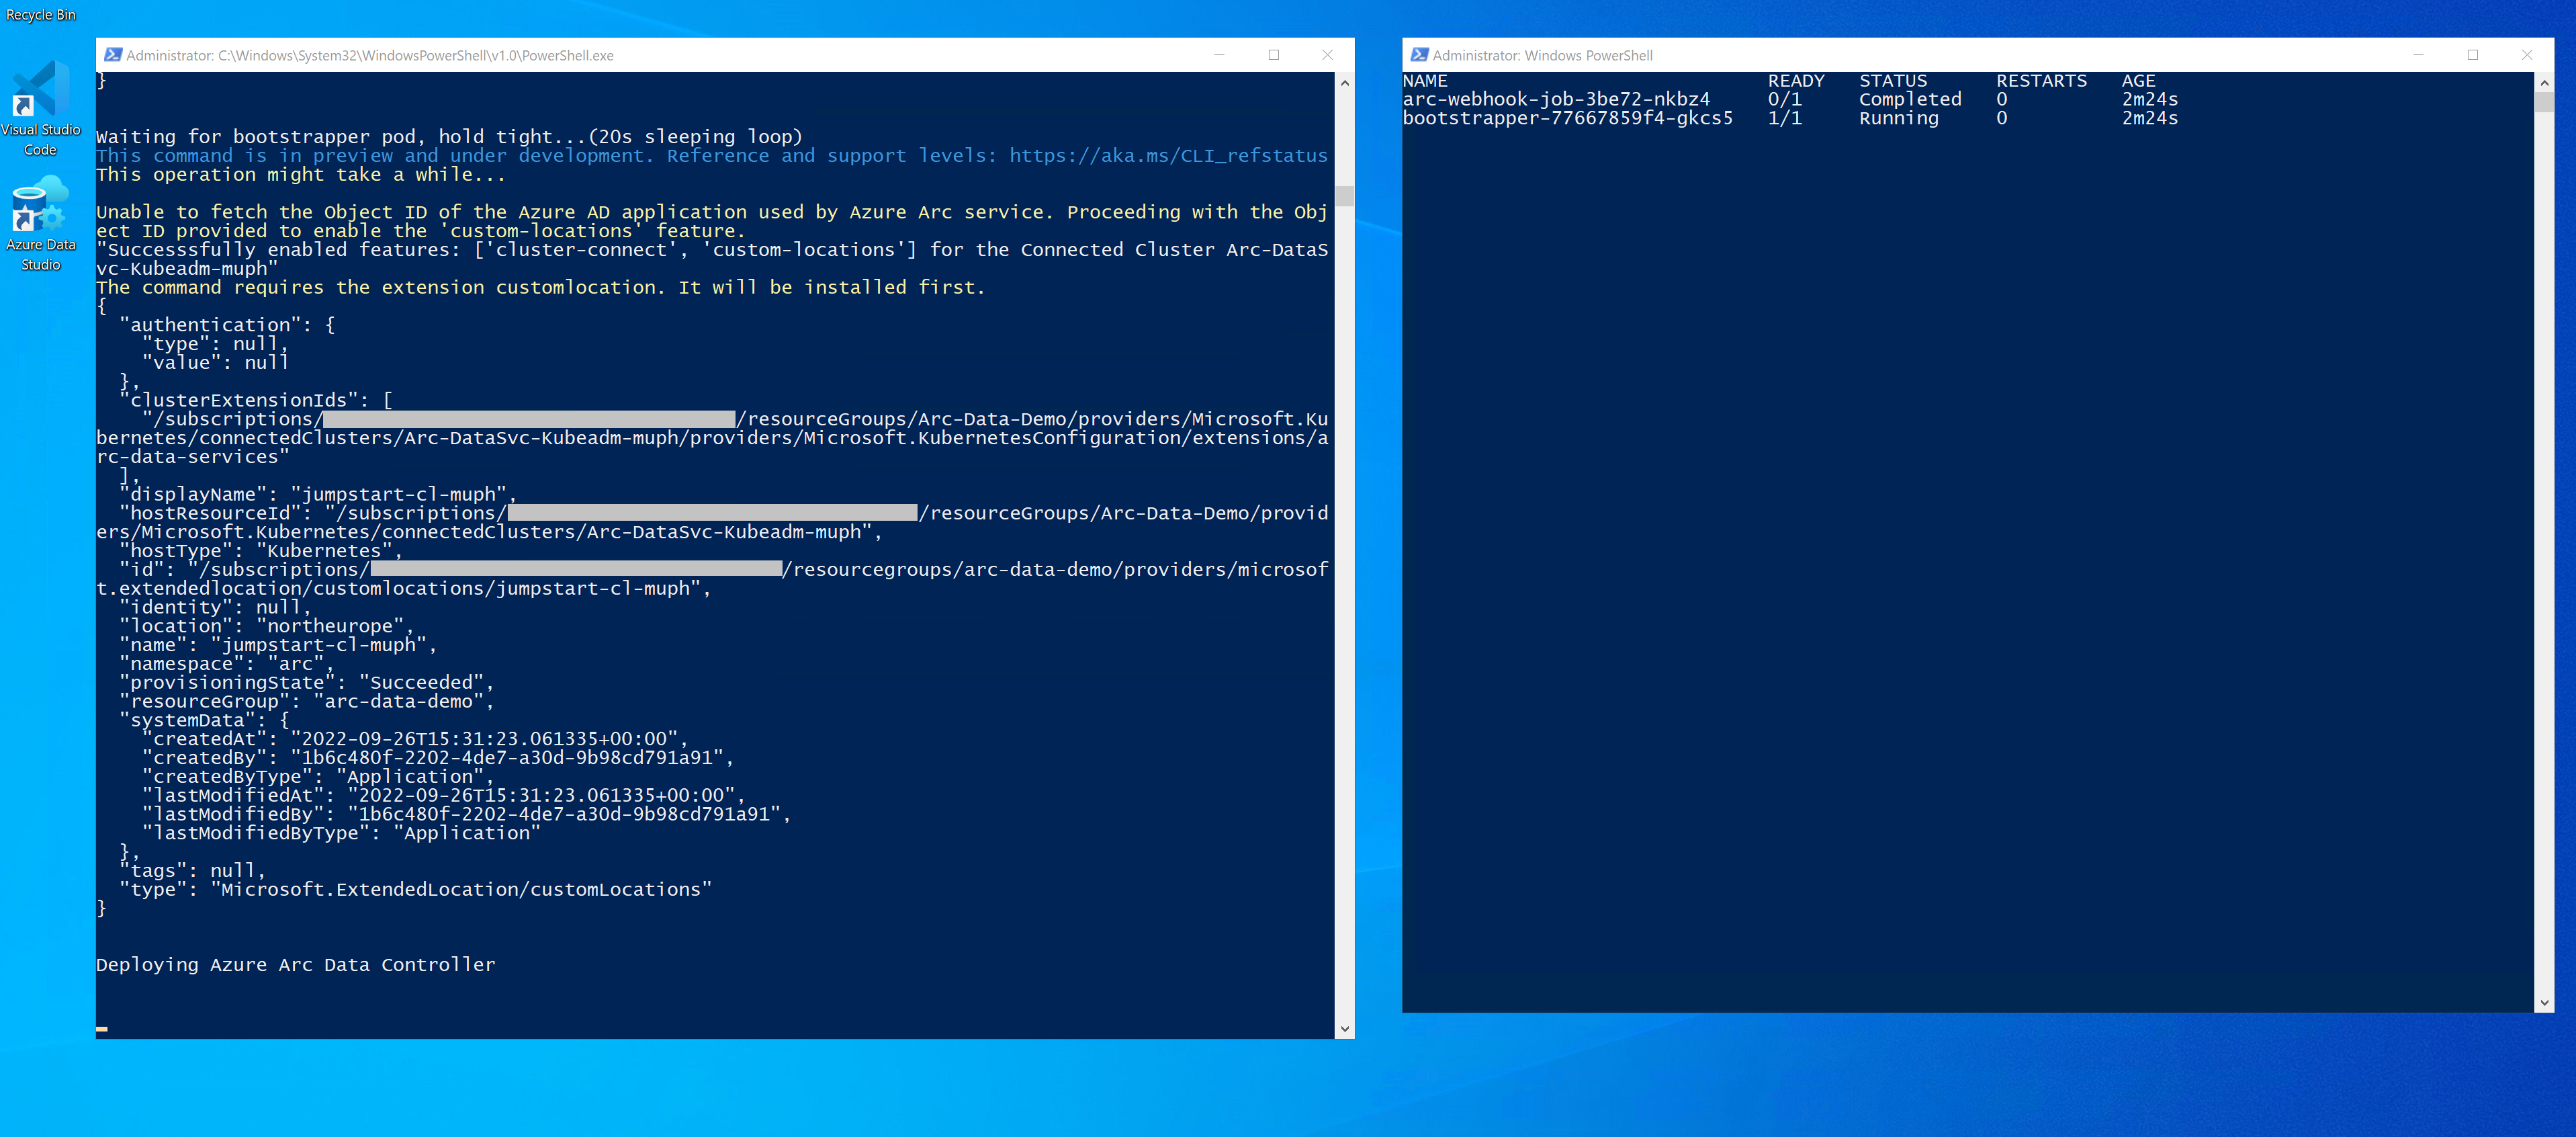 Recycle Bin
Visual Studio
Code
Azure Data
Studio
Administrator: C:\Windows\System32\WindowsPowerShell\v1.0\PowerShell.exe
}
Waiting for bootstrapper pod, hold tight...(20s sleeping loop)
This command is in preview and under development. Reference and support levels: https://aka.ms/CLI_refstatus
This operation might take a while...
Unable to fetch the Object ID of the Azure AD application used by Azure Arc service. Proceeding with the Obj
ect ID provided to enable the 'custom-locations' feature.
"Successsfully enabled features: ['cluster-connect', 'custom-locations'] for the Connected Cluster Arc-DataS
vc-Kubeadm-muph"
The command requires the extension customlocation. It will be installed first.
{
  "authentication": {
    "type": null,
    "value": null
  },
  "clusterExtensionIds": [
    "/subscriptions/ /resourceGroups/Arc-Data-Demo/providers/Microsoft.Ku
bernetes/connectedClusters/Arc-DataSvc-Kubeadm-muph/providers/Microsoft.KubernetesConfiguration/extensions/a
rc-data-services"
  ],
  "displayName": "jumpstart-cl-muph",
  "hostResourceId": "/subscriptions/ /resourceGroups/Arc-Data-Demo/provid
ers/Microsoft.Kubernetes/connectedClusters/Arc-DataSvc-Kubeadm-muph",
  "hostType": "Kubernetes",
  "id": "/subscriptions/ /resourcegroups/arc-data-demo/providers/microsof
t.extendedlocation/customlocations/jumpstart-cl-muph",
  "identity": null,
  "location": "northeurope",
  "name": "jumpstart-cl-muph",
  "namespace": "arc",
  "provisioningState": "Succeeded",
  "resourceGroup": "arc-data-demo",
  "systemData": {
    "createdAt": "2022-09-26T15:31:23.061335+00:00",
    "createdBy": "1b6c480f-2202-4de7-a30d-9b98cd791a91",
    "createdByType": "Application",
    "lastModifiedAt": "2022-09-26T15:31:23.061335+00:00",
    "lastModifiedBy": "1b6c480f-2202-4de7-a30d-9b98cd791a91",
    "lastModifiedByType": "Application"
  },
  "tags": null,
  "type": "Microsoft.ExtendedLocation/customLocations"
}
Deploying Azure Arc Data Controller
Administrator: Windows PowerShell
NAME READY STATUS RESTARTS AGE
arc-webhook-job-3be72-nkbz4 0/1 Completed 0 2m24s
bootstrapper-77667859f4-gkcs5 1/1 Running 0 2m24s